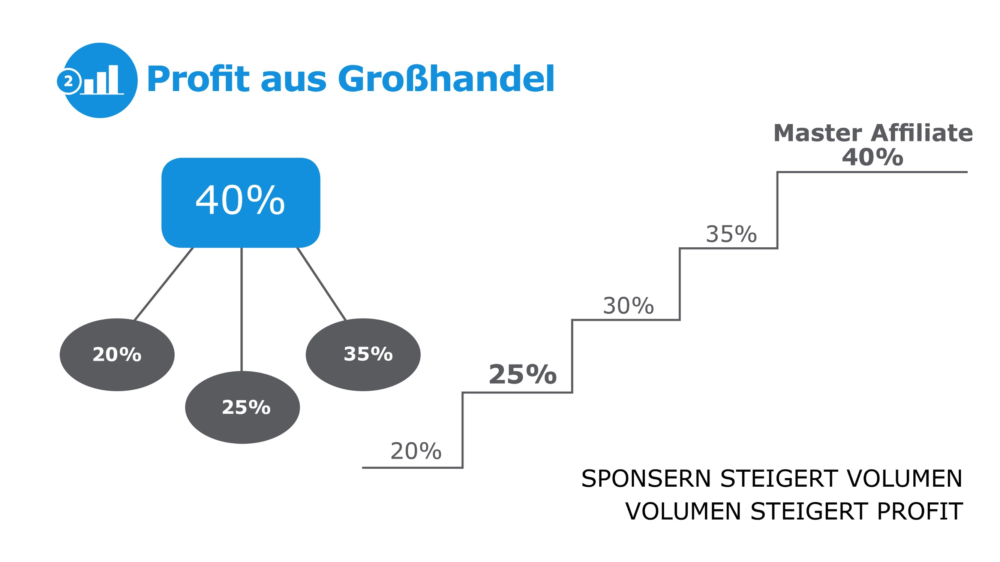 2
Profit aus Großhandel
Master Affiliate
40%
40%
35%
30%
20%
35%
25%
25%
20%
SPONSERN STEIGERT VOLUMEN
VOLUMEN STEIGERT PROFIT